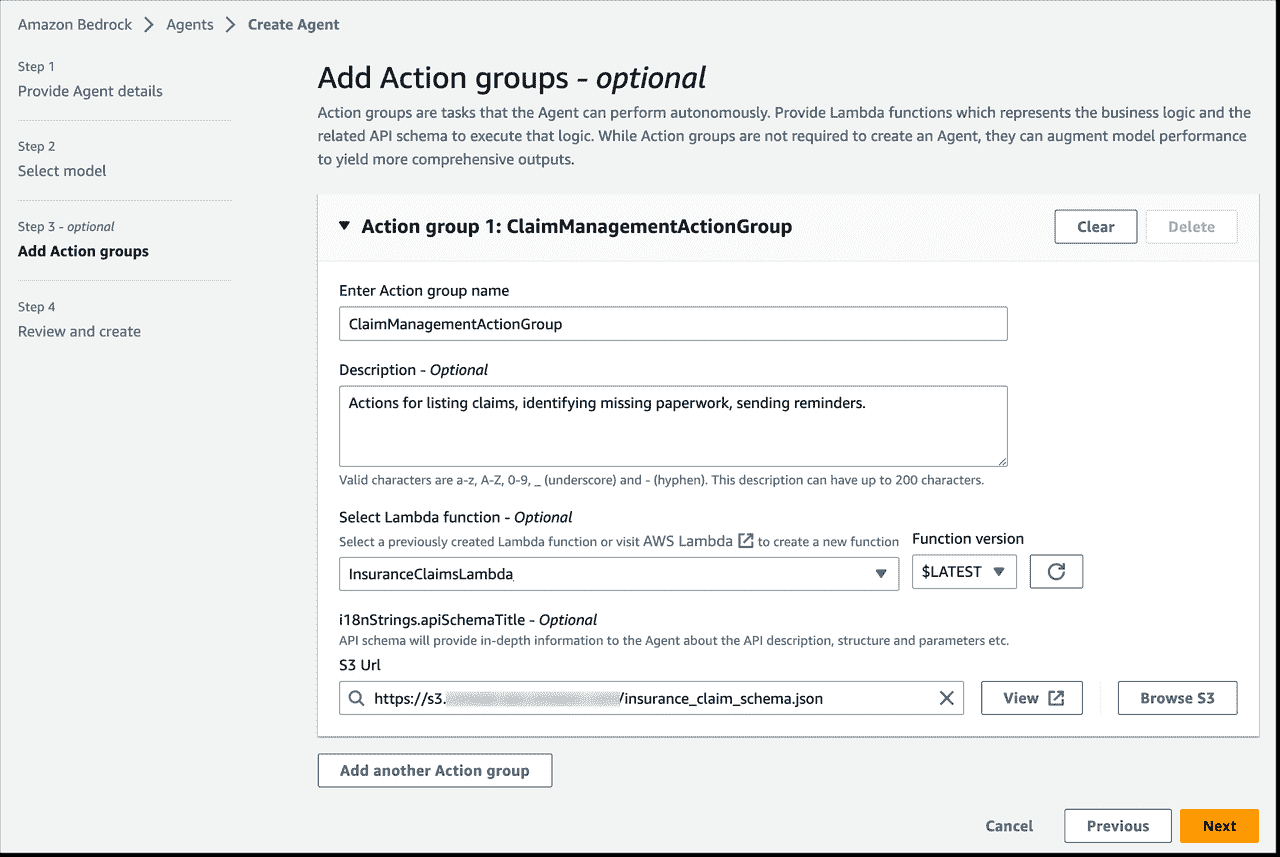 Amazon Bedrock > Agents > Create Agent
Step 1
Provide Agent details
Step 2
Select model
Step 3 - optional
Add Action groups
Step 4
Review and create
Add Action groups - optional
Action groups are tasks that the Agent can perform autonomously. Provide Lambda functions which represents the business logic and the
related API schema to execute that logic. While Action groups are not required to create an Agent, they can augment model performance
to yield more comprehensive outputs.
Action group 1: ClaimManagementActionGroup
Clear
Delete
Enter Action group name
ClaimManagementActionGroup
Description - Optional
Actions for listing claims, identifying missing paperwork, sending reminders.
Valid characters are a-z, A-Z, 0-9, _ (underscore) and - (hyphen). This description can have up to 200 characters.
Select Lambda function - Optional
Select a previously created Lambda function or visit AWS Lambda to create a new function
Function version
InsuranceClaimsLambda
$LATEST
i18nStrings.apiSchemaTitle - Optional
API schema will provide in-depth information to the Agent about the API description, structure and parameters etc.
S3 Url
https://s3. /insurance_claim_schema.json
View
Browse S3
Add another Action group
Cancel
Previous
Next